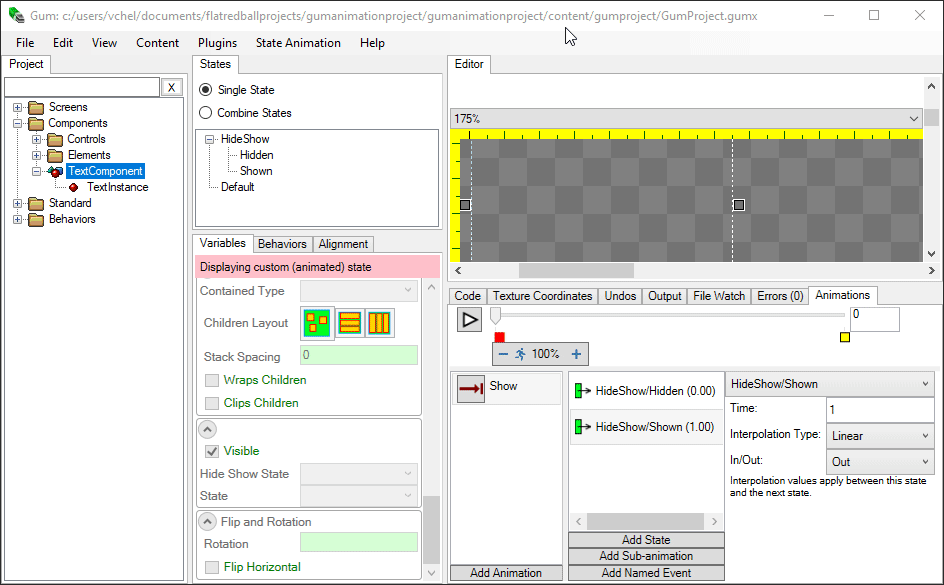 Gum: c:/users/vchel/documents/flatredballprojects/gumanimationproject/gumanimationproject/content/gumproject/GumProject.gumx
File Edit View Content Plugins State Animation Help
Project
X
Screens
Components
Controls
Elements
TextComponent
TextInstance
Standard
Behaviors
States
Single State
Combine States
HideShow
Hidden
Shown
Default
Variables Behaviors Alignment
Displaying custom (animated) state
Contained Type
Children Layout
Stack Spacing 0
Wraps Children
Clips Children
Visible
Hide Show State
State
Flip and Rotation
Rotation
Flip Horizontal
Editor
175%
Code Texture Coordinates Undos Output File Watch Errors (0) Animations
0
100%
Show
Add Animation
HideShow/Hidden (0.00)
HideShow/Shown (1.00)
Add State
Add Sub-animation
Add Named Event
HideShow/Shown
Time: 1
Interpolation Type: Linear
In/Out: Out
Interpolation values apply between this state
and the next state.